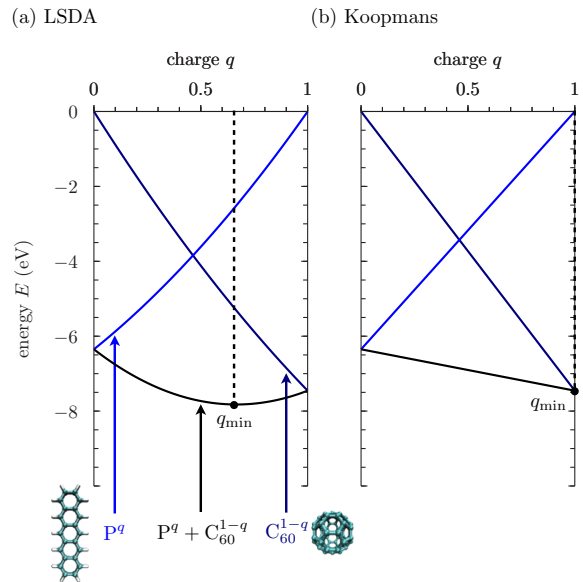 (a) LSDA
(b) Koopmans
charge q
charge q
0 0.5 1
0 0.5 1
0
−2
−4
−6
−8
energy E (eV)
q_min
q_min
P^q
P^q + C_60^{1−q}
C_60^{1−q}